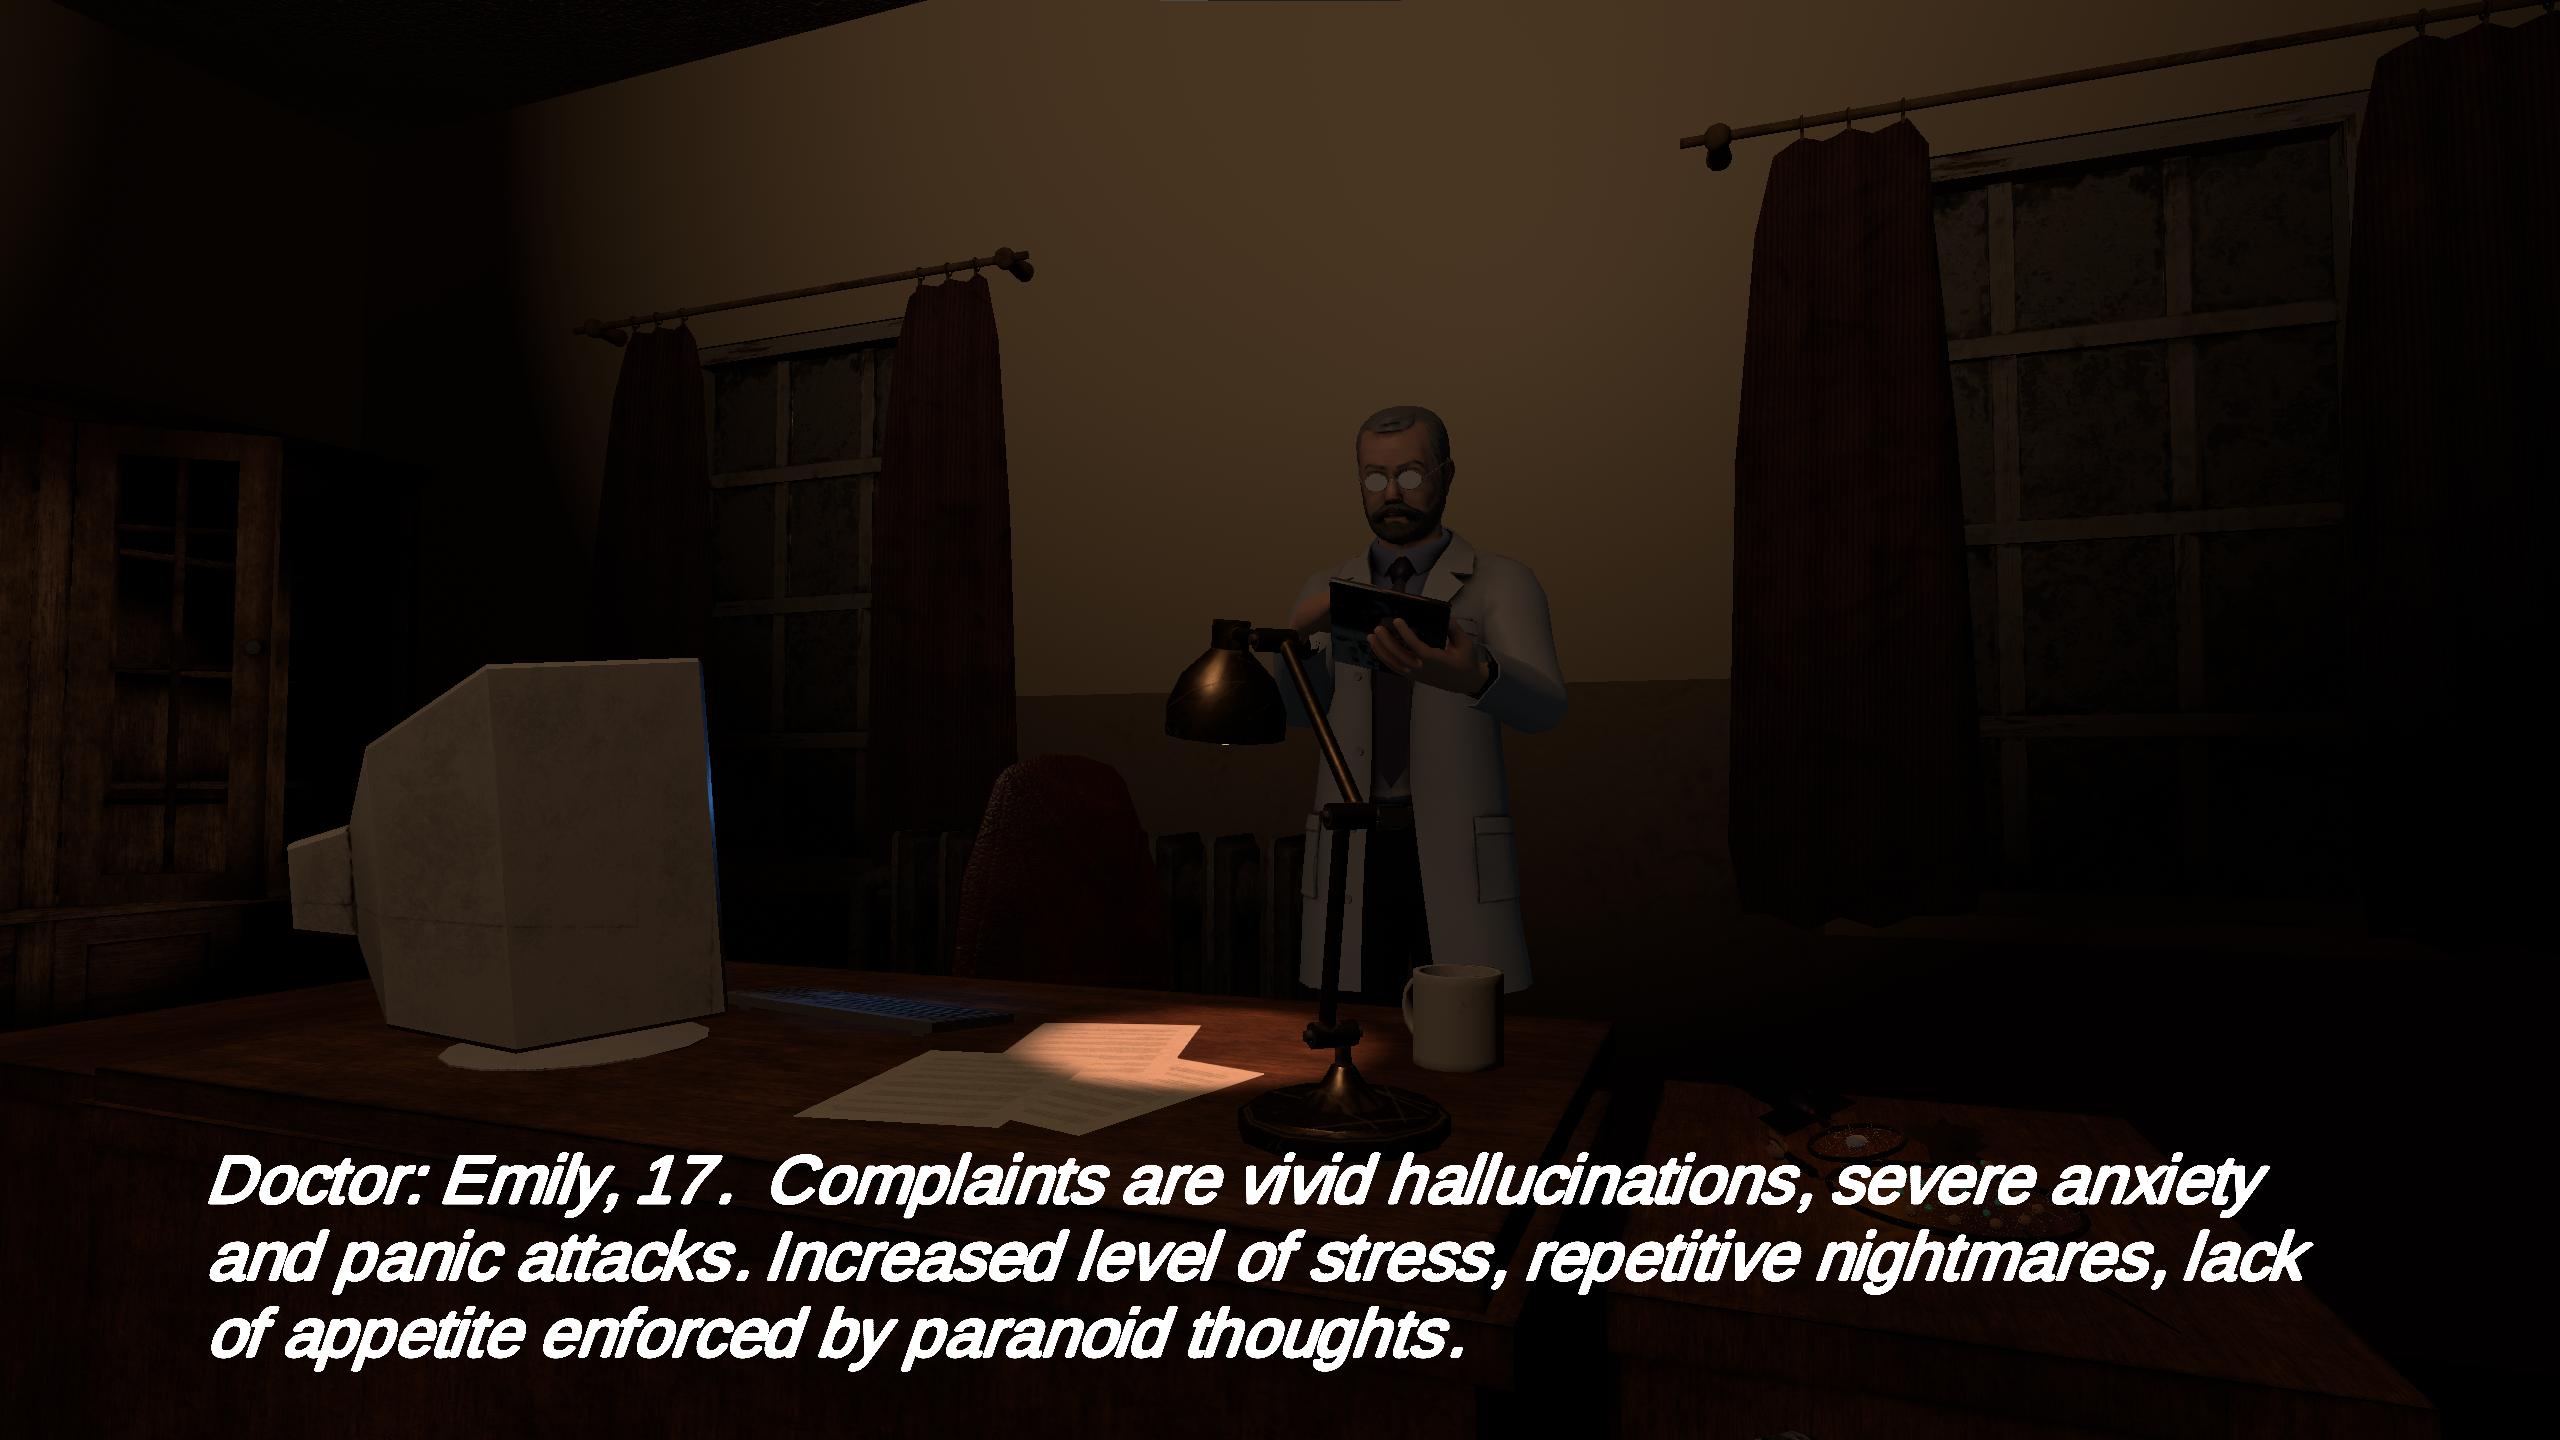 Doctor: Emily, 17.  Complaints are vivid hallucinations, severe anxiety
and panic attacks. Increased level of stress, repetitive nightmares, lack
of appetite enforced by paranoid thoughts.